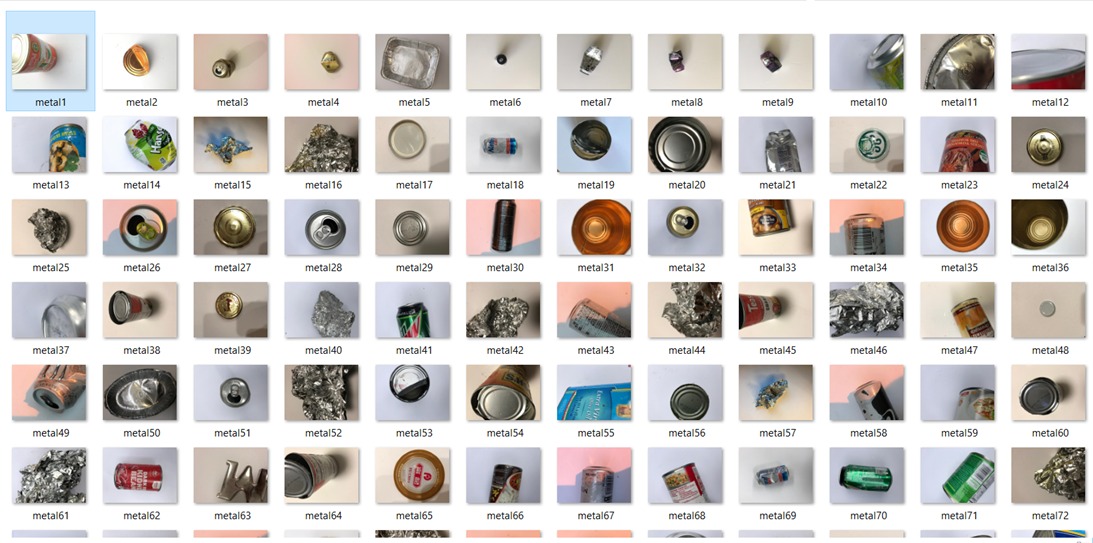 metal1 metal2 metal3 metal4 metal5 metal6 metal7 metal8 metal9 metal10 metal11 metal12
metal13 metal14 metal15 metal16 metal17 metal18 metal19 metal20 metal21 metal22 metal23 metal24
metal25 metal26 metal27 metal28 metal29 metal30 metal31 metal32 metal33 metal34 metal35 metal36
metal37 metal38 metal39 metal40 metal41 metal42 metal43 metal44 metal45 metal46 metal47 metal48
metal49 metal50 metal51 metal52 metal53 metal54 metal55 metal56 metal57 metal58 metal59 metal60
metal61 metal62 metal63 metal64 metal65 metal66 metal67 metal68 metal69 metal70 metal71 metal72